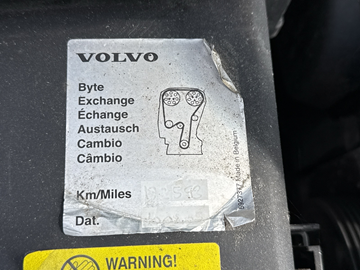 VOLVO
Byte
Exchange
Échange
Austausch
Cambio
Câmbio
Km/Miles
Dat.
Made in Belgium
WARNING!